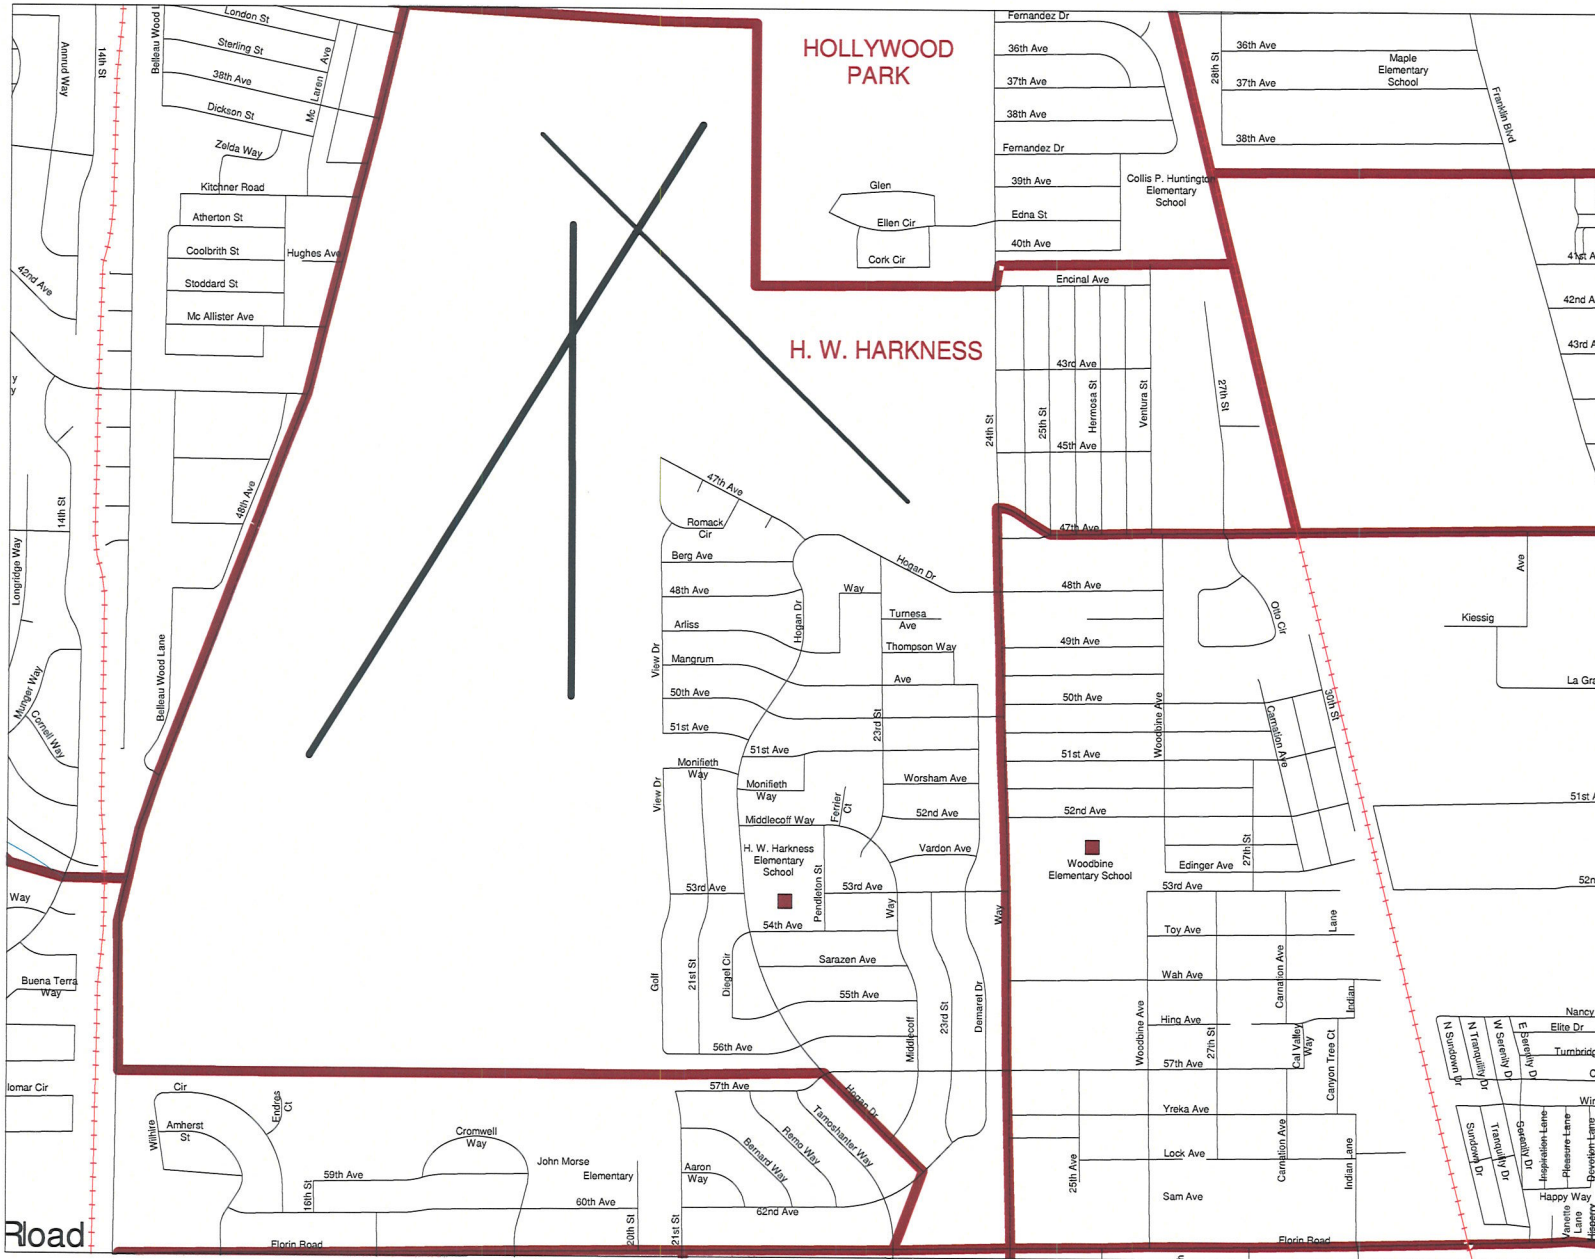 London St
Sterling St
38th Ave
Dickson St
Zelda Way
Mc Laren Ave
Belleau Wood L
Annrud Way
14th St
Kitchner Road
Atherton St
Coolbrith St
Hughes Ave
Stoddard St
Mc Allister Ave
42nd Ave
y
y
48th Ave
14th St
Longridge Way
Belleau Wood Lane
Munger Way
Cornell Way
Way
Buena Terra
Way
lomar Cir
HOLLYWOOD
PARK
Fernandez Dr
36th Ave
37th Ave
38th Ave
Fernandez Dr
39th Ave
Edna St
40th Ave
Glen
Ellen Cir
Cork Cir
Collis P. Huntington
Elementary
School
28th St
36th Ave
37th Ave
38th Ave
Maple
Elementary
School
Franklin Blvd
41st A
42nd A
43rd A
H. W. HARKNESS
Encinal Ave
43rd Ave
45th Ave
47th Ave
24th St
25th St
Hermosa St
Ventura St
27th St
47th Ave
Romack
Cir
Berg Ave
48th Ave
Arliss
Mangrum
50th Ave
51st Ave
View Dr
Hogan Dr
Hogan Dr
Way
Turnesa
Ave
Thompson Way
Ave
23rd St
51st Ave
Monifieth
Way
Monifieth
Way
View Dr
Middlecoff Way
Ferrier
Ct
Worsham Ave
52nd Ave
Vardon Ave
H. W. Harkness
Elementary
School
53rd Ave
53rd Ave
Pendleton St
54th Ave
Way
Way
Golf
21st St
Diegel Cir
Sarazen Ave
55th Ave
56th Ave
Middlecoff
23rd St
Demaret Dr
48th Ave
49th Ave
50th Ave
51st Ave
52nd Ave
Woodbine Ave
Otto Cir
Carnation Ave
30th St
27th St
Woodbine
Elementary School
Edinger Ave
53rd Ave
Toy Ave
Wah Ave
Hing Ave
57th Ave
Yreka Ave
Lock Ave
Sam Ave
Woodbine Ave
27th St
Carnation Ave
Lane
Indian
Cal Valley
Way
Canyon Tree Ct
Carnation Ave
Indian Lane
25th Ave
Florin Road
Ave
Kiessig
La Gra
51st A
52n
Nancy
Elite Dr
Turnbridg
C
Win
N Sundown Dr
N Tranquility Dr
W Serenity Dr
E Serenity Dr
Sundown Dr
Tranquility Dr
Serenity Dr
Inspiration Lane
Pleasure Lane
Devotion Lane
Happy Way
Vanette
Lane
57th Ave
Hogan Dr
Tamoshanter Way
Remo Way
Bernard Way
Aaron
Way
62nd Ave
21st St
20th St
Cir
Wilhire
Amherst
St
Endres
Ct
Cromwell
Way
John Morse
Elementary
59th Ave
16th St
60th Ave
Florin Road
Road